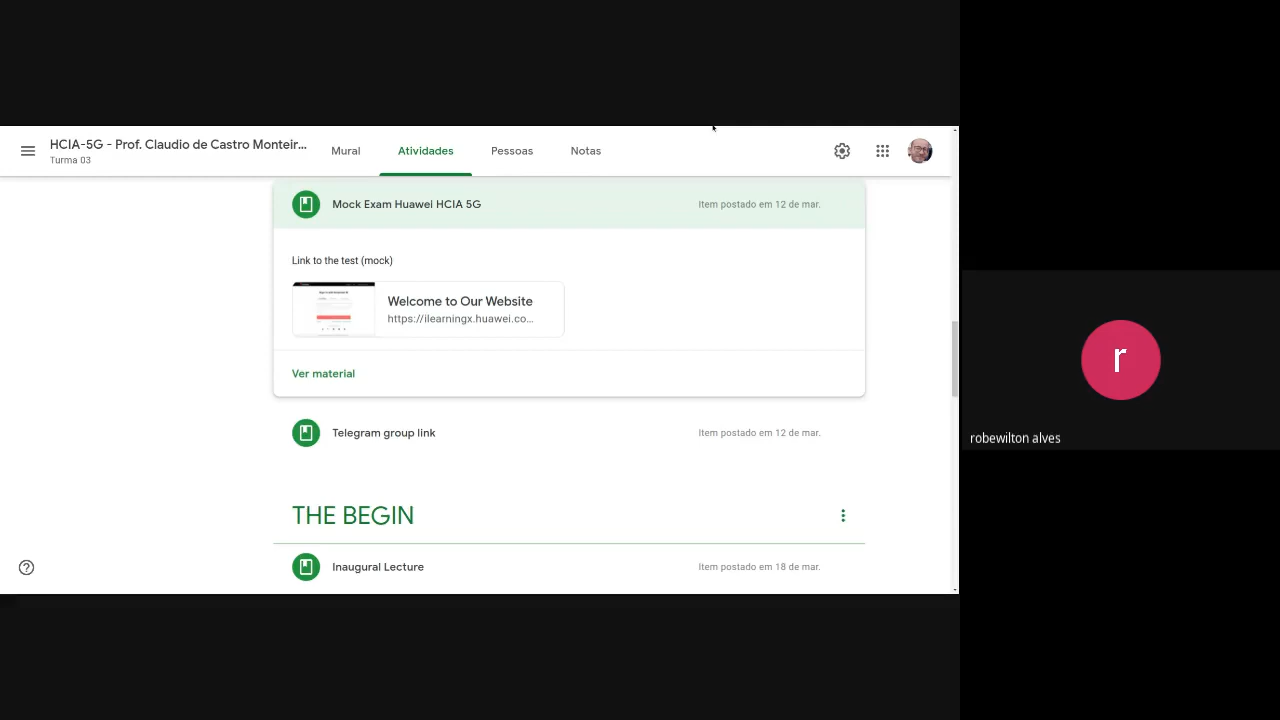 HCIA-5G - Prof. Claudio de Castro Monteir...
Turma 03
Mural
Atividades
Pessoas
Notas
Mock Exam Huawei HCIA 5G
Item postado em 12 de mar.
Link to the test (mock)
Welcome to Our Website
https://ilearningx.huawei.co...
Ver material
Telegram group link
Item postado em 12 de mar.
THE BEGIN
Inaugural Lecture
Item postado em 18 de mar.
r
robewilton alves